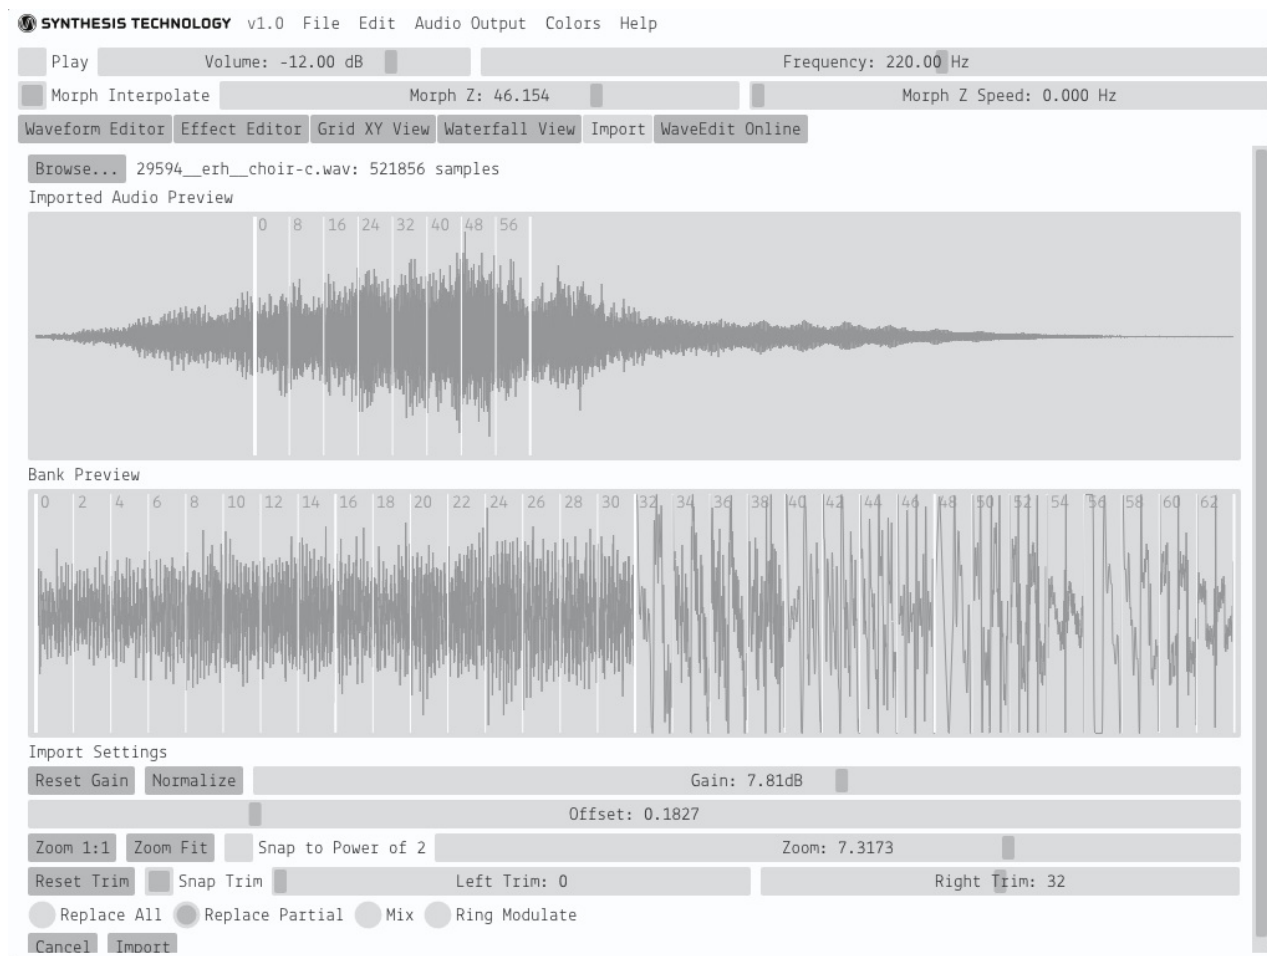 SYNTHESIS TECHNOLOGY v1.0 File Edit Audio Output Colors Help
Play Volume: -12.00 dB Frequency: 220.00 Hz
Morph Interpolate Morph Z: 46.154 Morph Z Speed: 0.000 Hz
Waveform Editor Effect Editor Grid XY View Waterfall View Import WaveEdit Online
Browse... 29594__erh__choir-c.wav: 521856 samples
Imported Audio Preview
0 8 16 24 32 40 48 56
Bank Preview
0 2 4 6 8 10 12 14 16 18 20 22 24 26 28 30 32 34 36 38 40 42 44 46 48 50 52 54 56 58 60 62
Import Settings
Reset Gain Normalize Gain: 7.81dB
Offset: 0.1827
Zoom 1:1 Zoom Fit Snap to Power of 2 Zoom: 7.3173
Reset Trim Snap Trim Left Trim: 0 Right Trim: 32
Replace All Replace Partial Mix Ring Modulate
Cancel Import